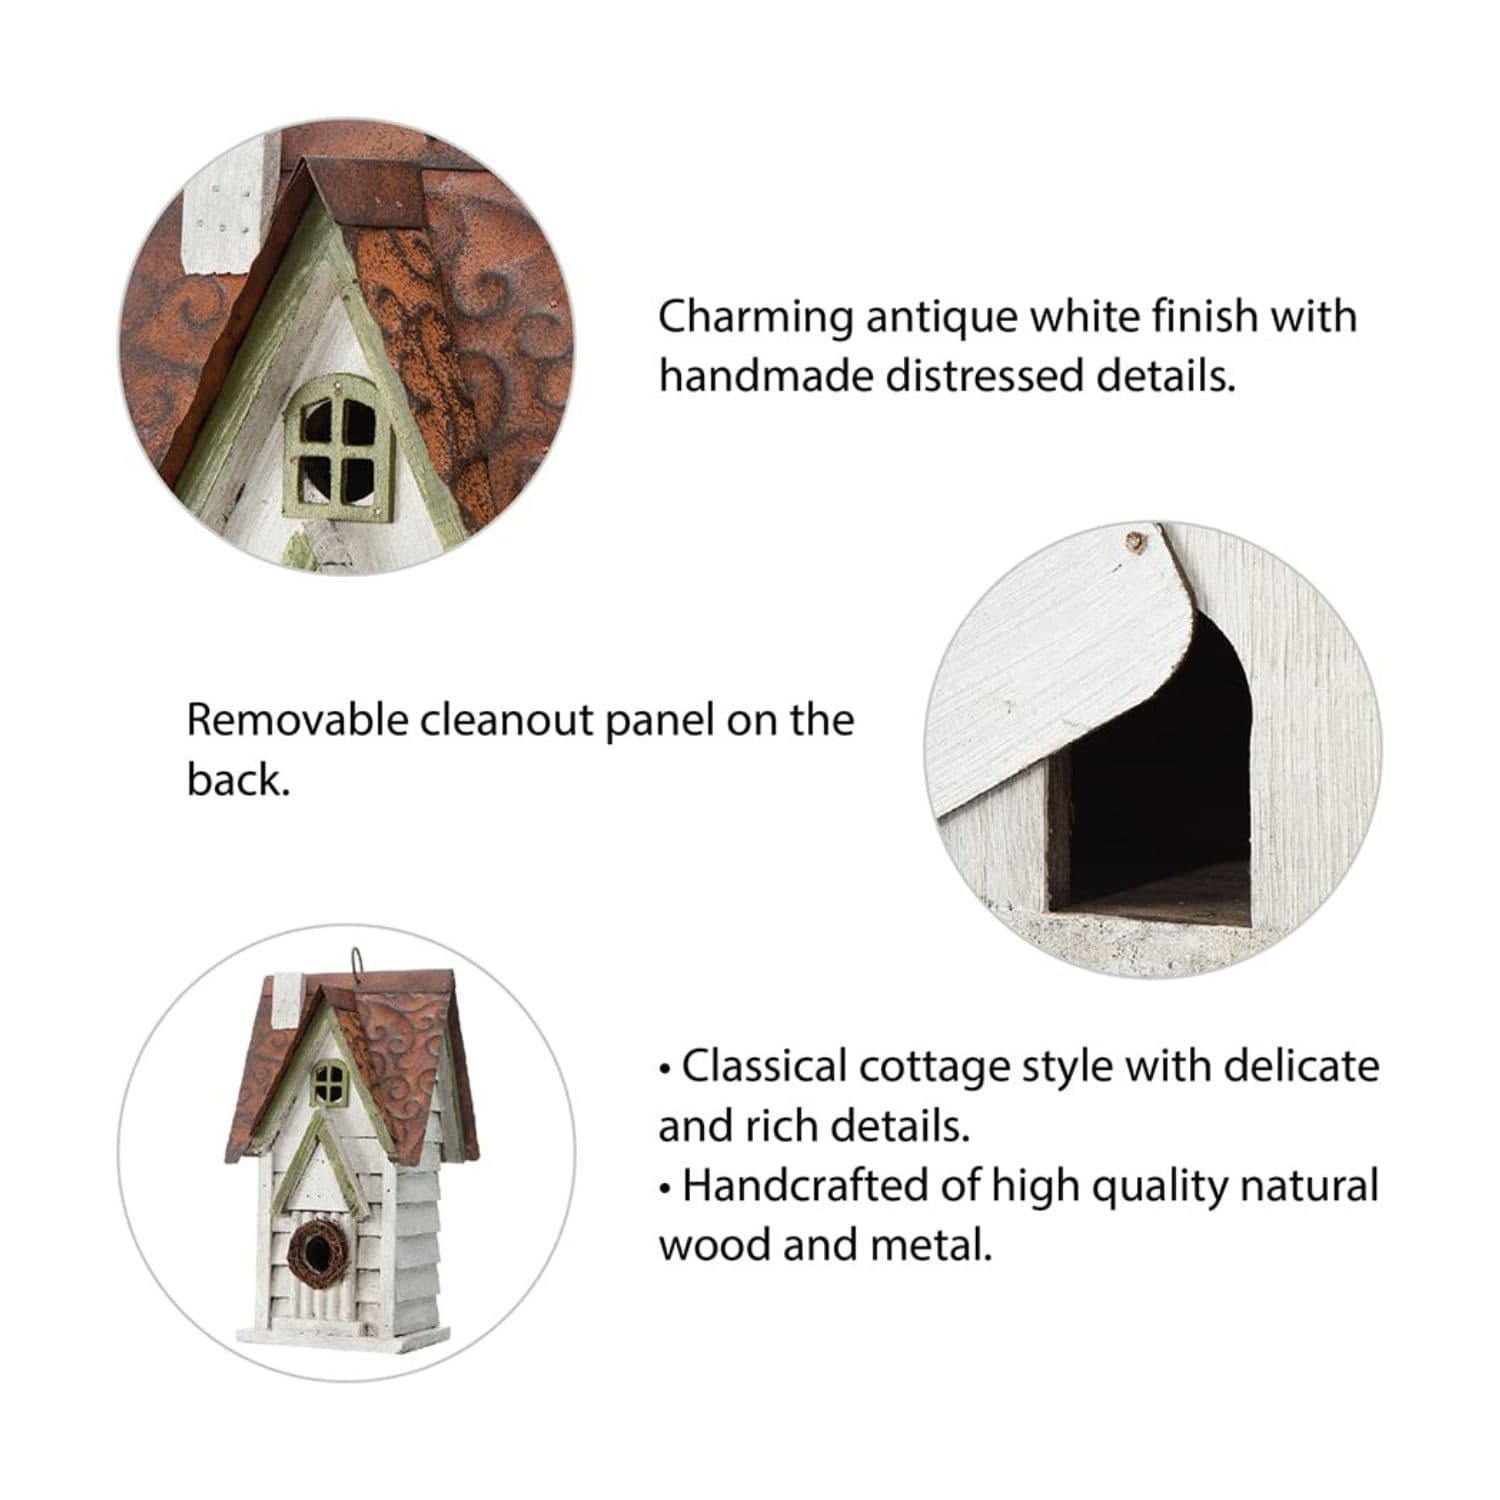 Charming antique white finish with
handmade distressed details.
Removable cleanout panel on the
back.
• Classical cottage style with delicate
and rich details.
• Handcrafted of high quality natural
wood and metal.